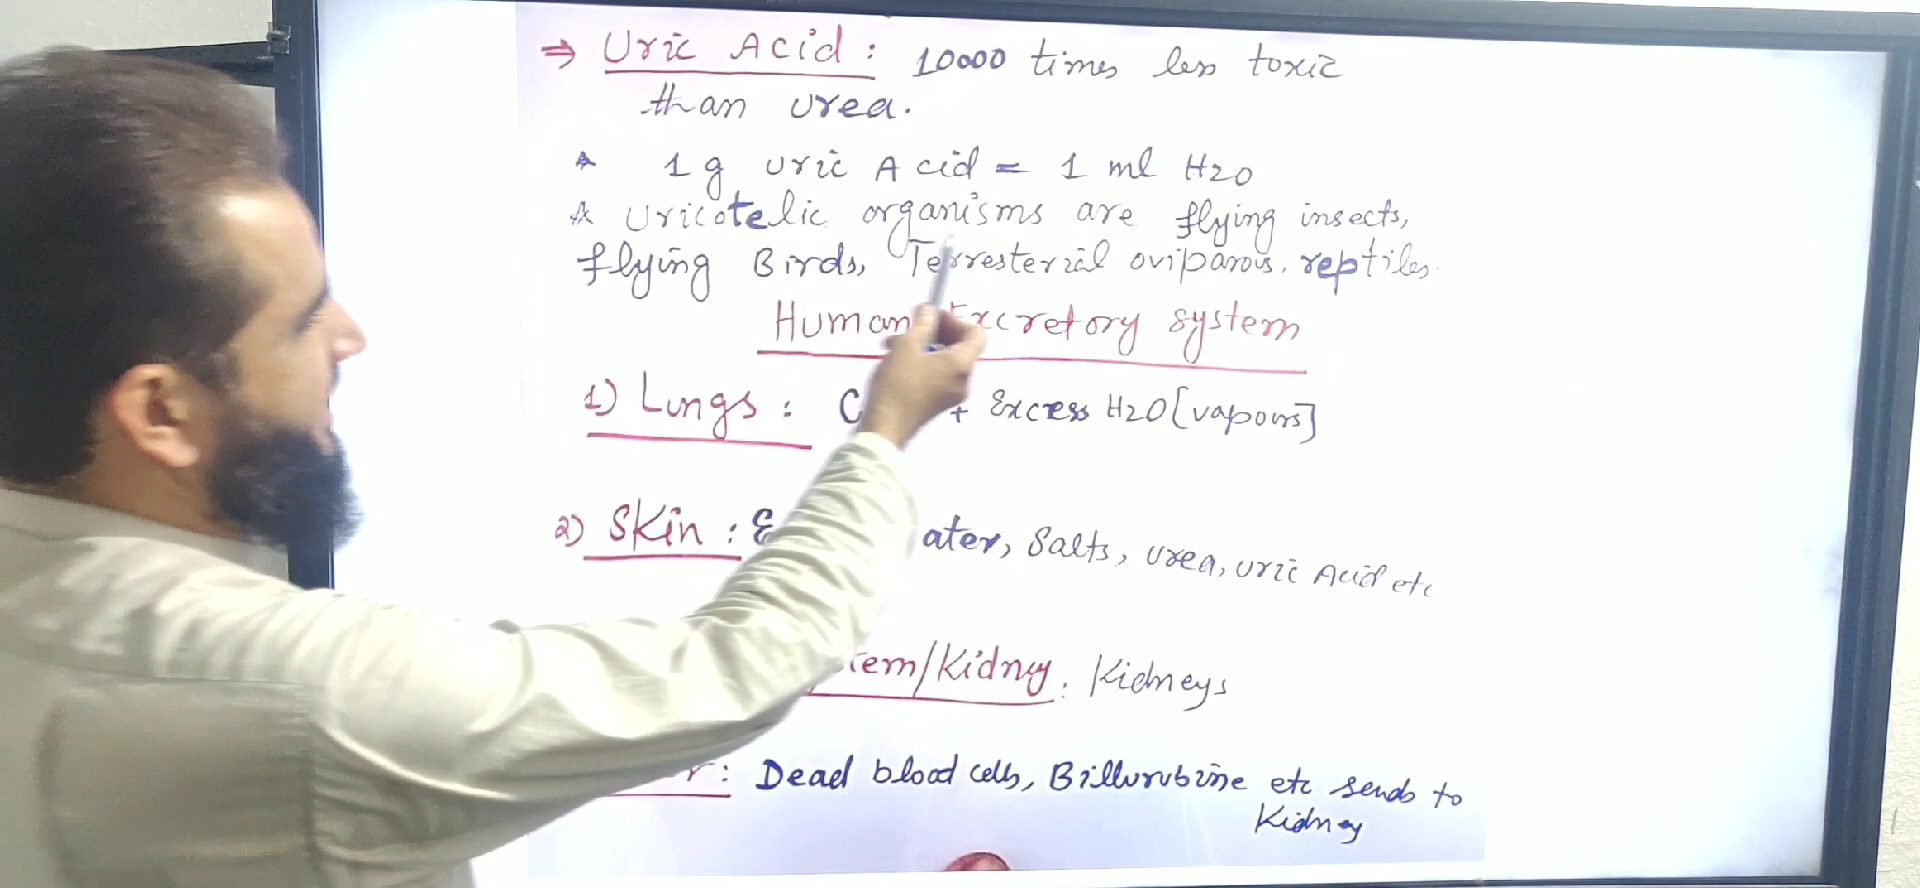 ⇒ Uric Acid: 10000 times less toxic
than urea.
1g uric Acid = 1 ml H2O
Uricotelic organisms are flying insects,
flying Birds, Terresterial oviparous, reptiles.
Human Excretory system
1) Lungs: + Excess H2O [vapours]
2) Skin: ater, Salts, urea, uric Acid etc
tem/Kidney: Kidneys
r: Dead blood cells, Billurubine etc sends to
Kidney